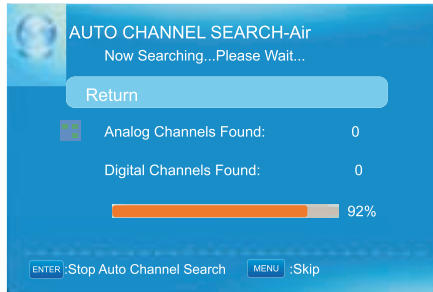 AUTO CHANNEL SEARCH-Air
Now Searching...Please Wait...
Return
Analog Channels Found: 0
Digital Channels Found: 0
92%
ENTER :Stop Auto Channel Search MENU :Skip